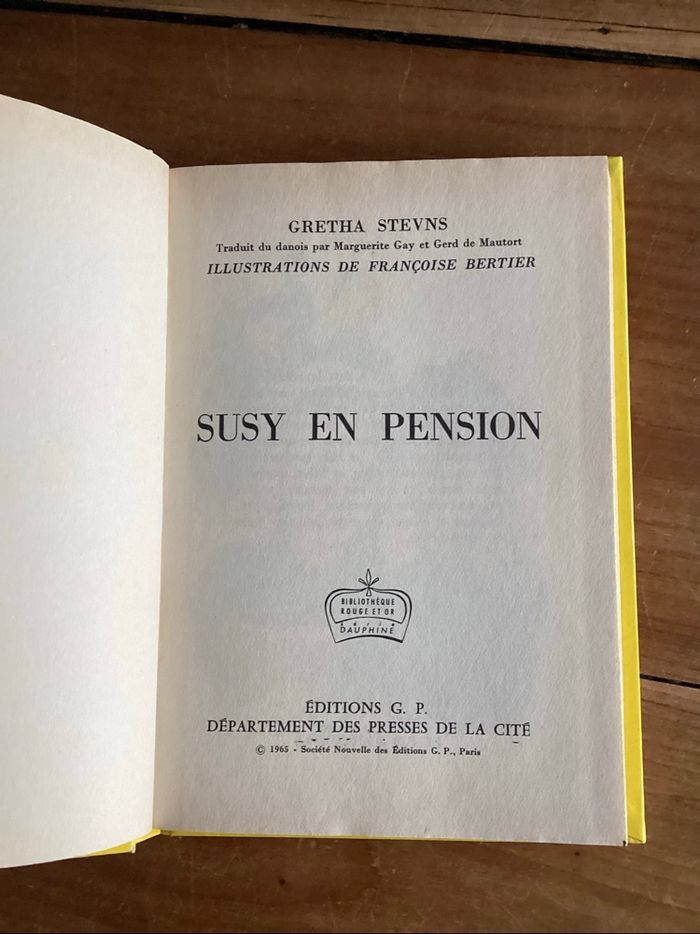 GRETHA STEVNS
Traduit du danois par Marguerite Gay et Gerd de Mautort
ILLUSTRATIONS DE FRANÇOISE BERTIER
SUSY EN PENSION
BIBLIOTHÈQUE
ROUGE ET OR
série
DAUPHINE
ÉDITIONS G. P.
DÉPARTEMENT DES PRESSES DE LA CITÉ
© 1965 - Société Nouvelle des Éditions G. P., Paris